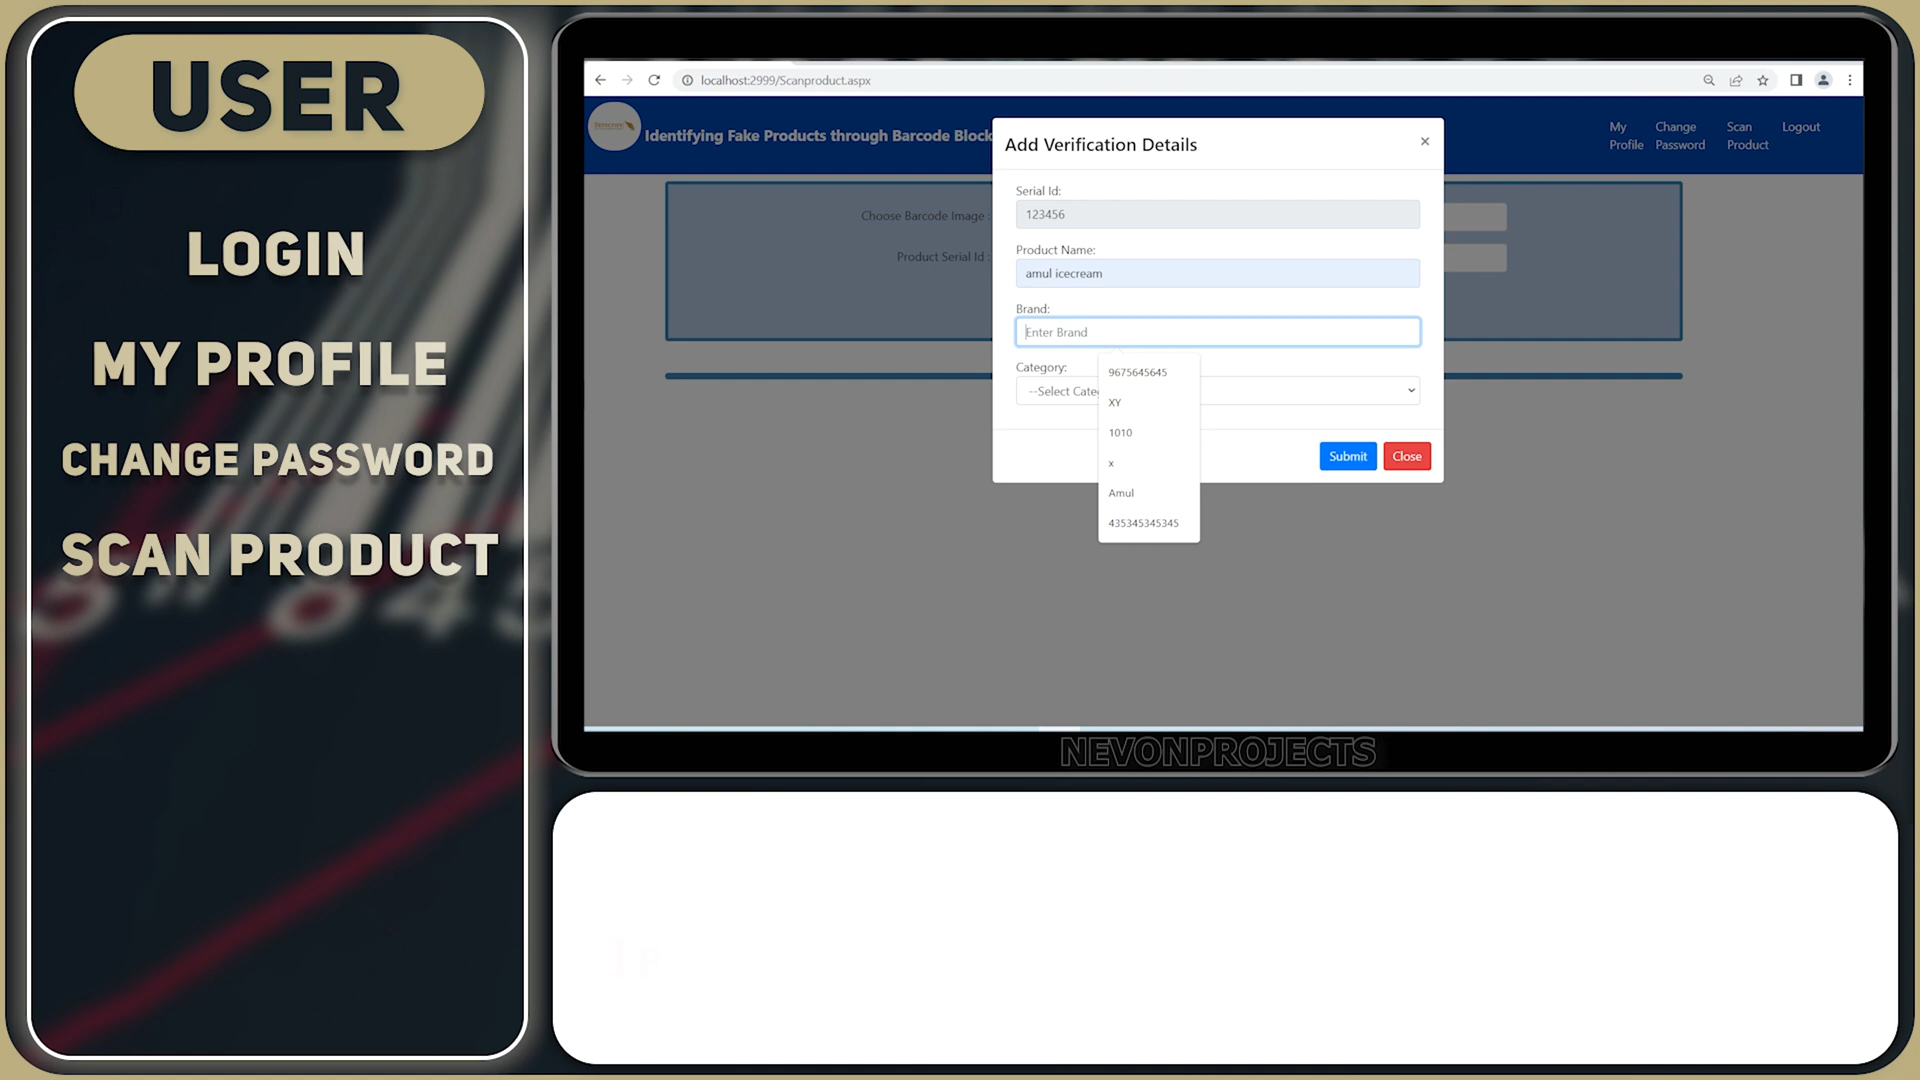 USER
LOGIN
MY PROFILE
CHANGE PASSWORD
SCAN PRODUCT
localhost:2999/Scanproduct.aspx
Identifying Fake Products through Barcode Block
My Profile
Change Password
Scan Product
Logout
Choose Barcode Image :
Product Serial Id :
Add Verification Details
×
Serial Id:
123456
Product Name:
amul icecream
Brand:
Enter Brand
Category:
--Select Cate
9675645645
XY
1010
x
Amul
435345345345
Submit
Close
NEVONPROJECTS